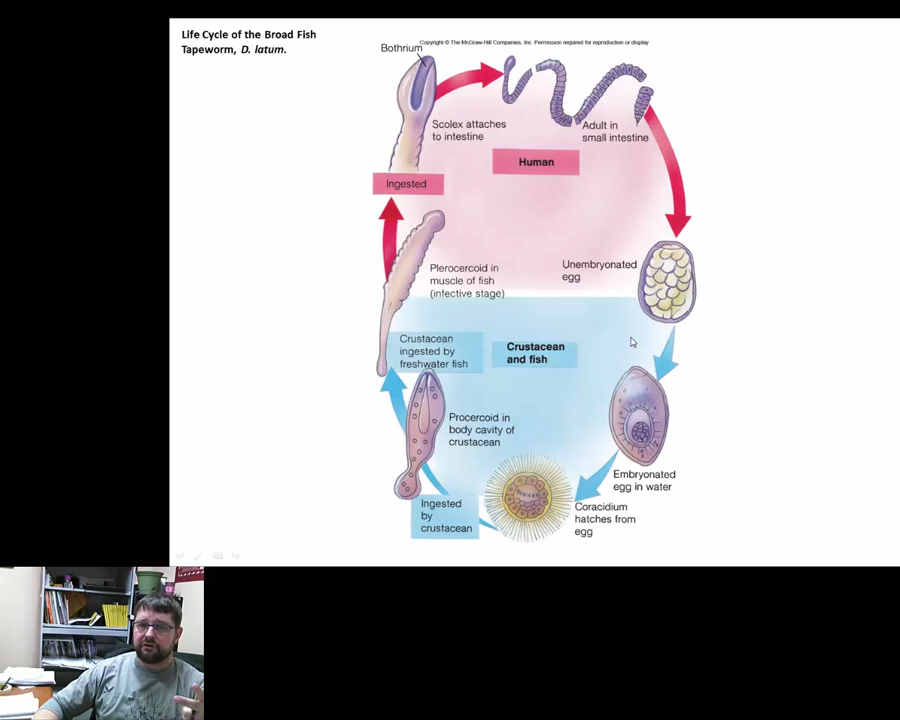 Life Cycle of the Broad Fish
Tapeworm, D. latum.
Copyright © The McGraw-Hill Companies, Inc. Permission required for reproduction or display
Bothrium
Scolex attaches
to intestine
Adult in
small intestine
Human
Ingested
Plerocercoid in
muscle of fish
(infective stage)
Unembryonated
egg
Crustacean
ingested by
freshwater fish
Crustacean
and fish
Procercoid in
body cavity of
crustacean
Embryonated
egg in water
Ingested
by
crustacean
Coracidium
hatches from
egg